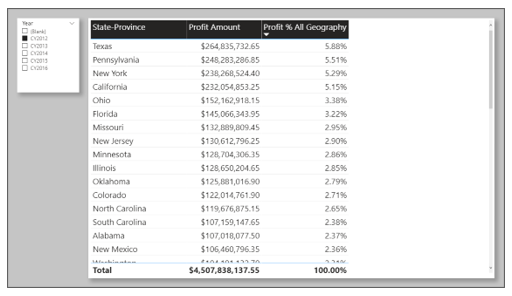 Year
(Blank)
CY2012
CY2013
CY2014
CY2015
CY2016
State-Province Profit Amount Profit % All Geography
Texas $264,835,732.65 5.88%
Pennsylvania $248,283,286.85 5.51%
New York $238,268,524.40 5.29%
California $232,054,853.25 5.15%
Ohio $152,162,918.15 3.38%
Florida $145,066,343.95 3.22%
Missouri $132,889,809.45 2.95%
New Jersey $130,612,796.25 2.90%
Minnesota $128,704,306.35 2.86%
Illinois $128,650,204.65 2.85%
Oklahoma $125,881,016.90 2.79%
Colorado $122,014,761.90 2.71%
North Carolina $119,676,875.15 2.65%
South Carolina $107,159,147.65 2.38%
Alabama $107,018,077.50 2.37%
New Mexico $106,460,796.35 2.36%
Total $4,507,838,137.55 100.00%